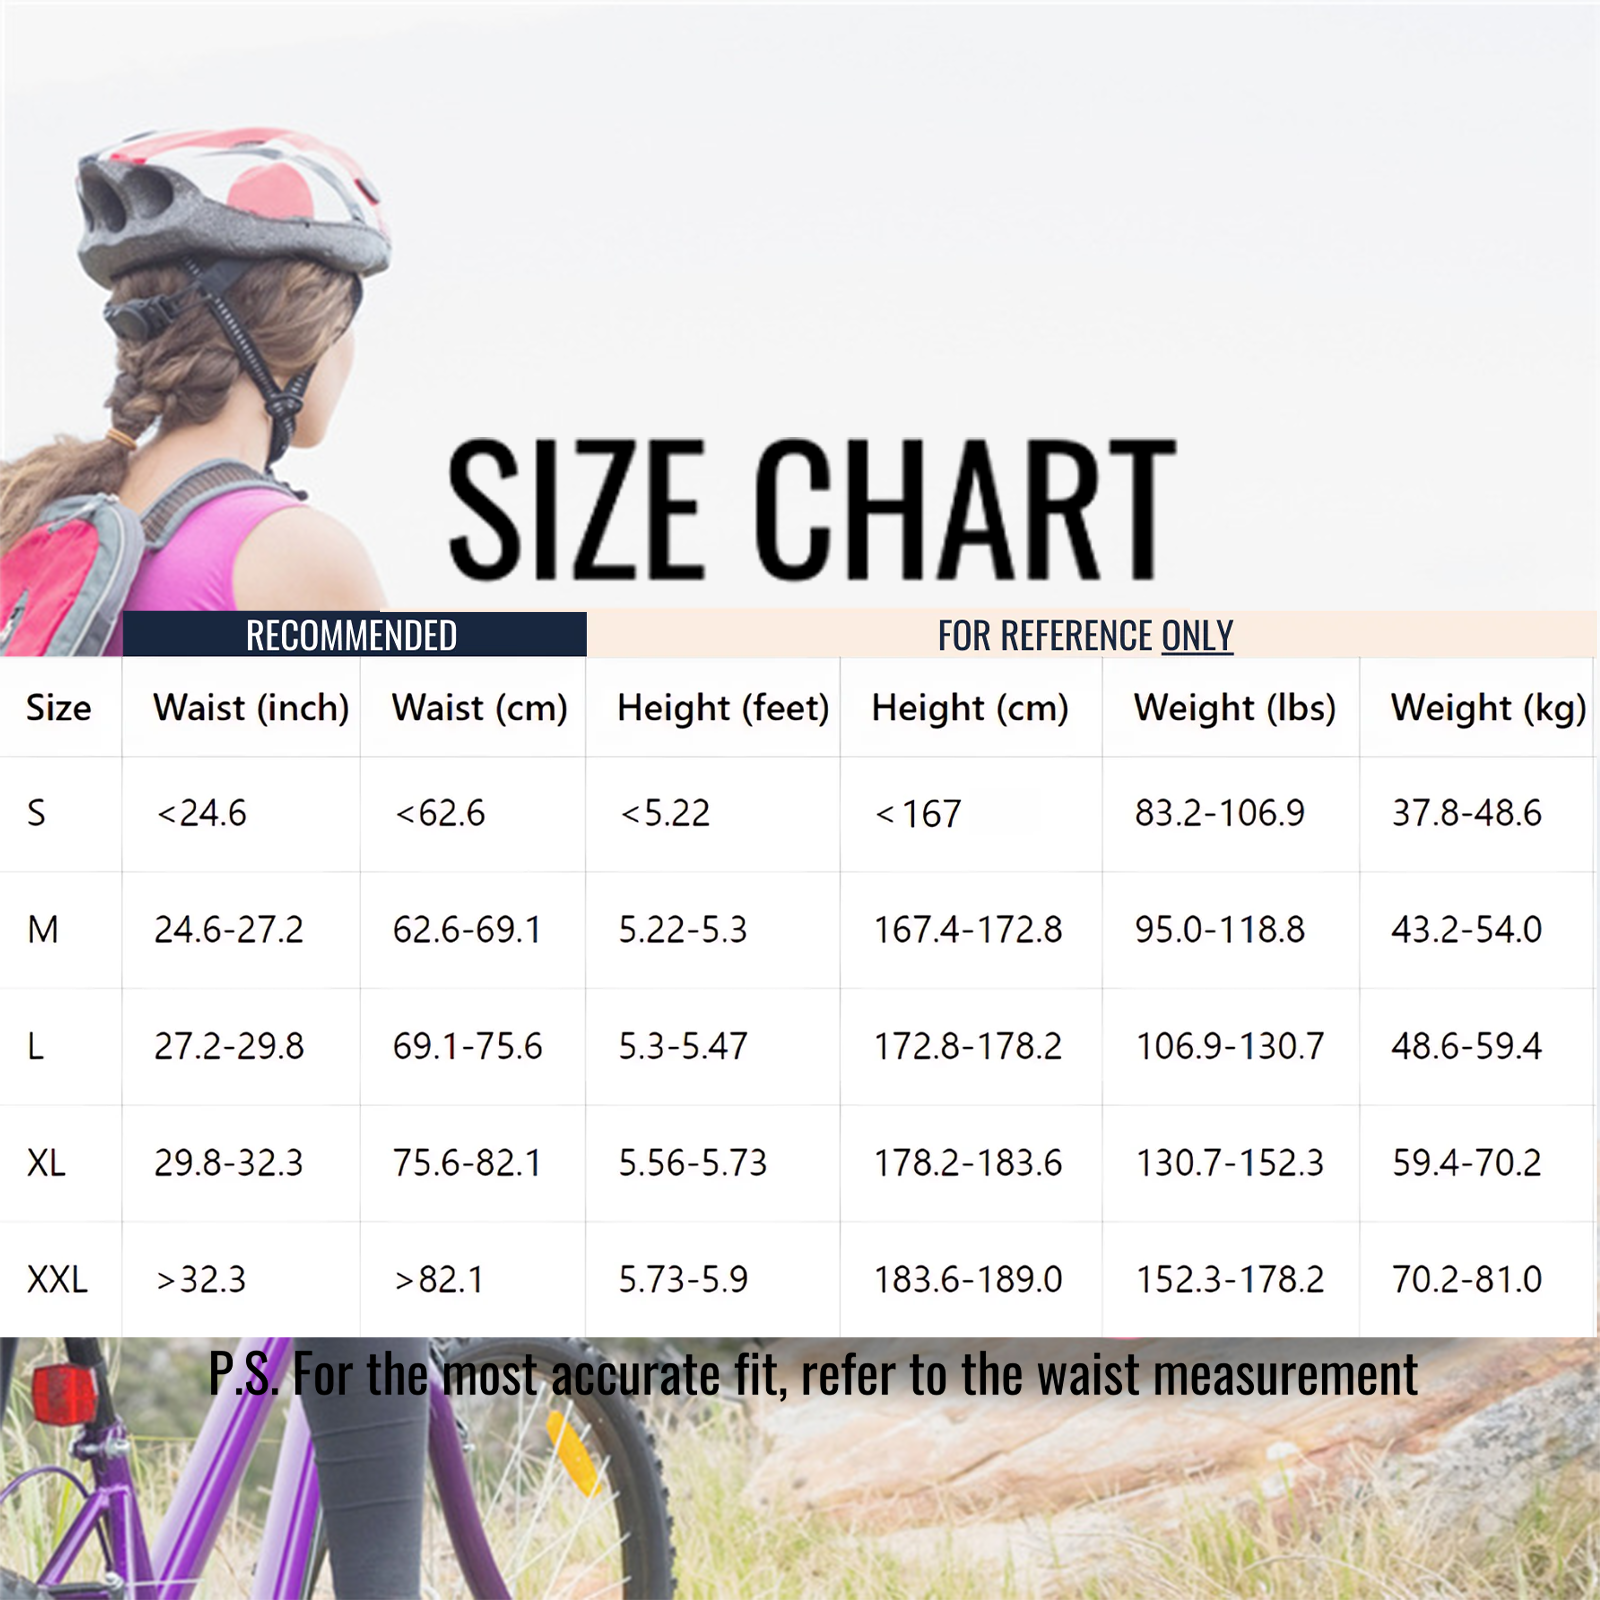 SIZE CHART
RECOMMENDED FOR REFERENCE ONLY
Size Waist (inch) Waist (cm) Height (feet) Height (cm) Weight (lbs) Weight (kg)
S <24.6 <62.6 <5.22 <167 83.2-106.9 37.8-48.6
M 24.6-27.2 62.6-69.1 5.22-5.3 167.4-172.8 95.0-118.8 43.2-54.0
L 27.2-29.8 69.1-75.6 5.3-5.47 172.8-178.2 106.9-130.7 48.6-59.4
XL 29.8-32.3 75.6-82.1 5.56-5.73 178.2-183.6 130.7-152.3 59.4-70.2
XXL >32.3 >82.1 5.73-5.9 183.6-189.0 152.3-178.2 70.2-81.0
P.S. For the most accurate fit, refer to the waist measurement